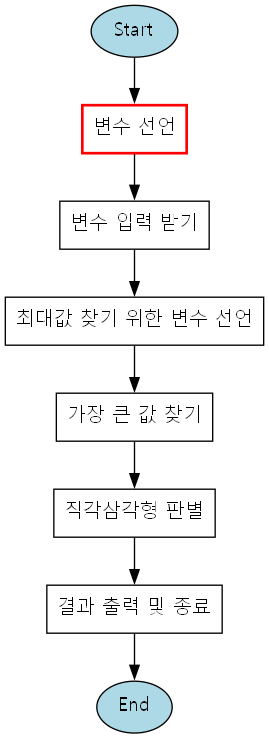 Start
변수 선언
변수 입력 받기
최대값 찾기 위한 변수 선언
가장 큰 값 찾기
직각삼각형 판별
결과 출력 및 종료
End